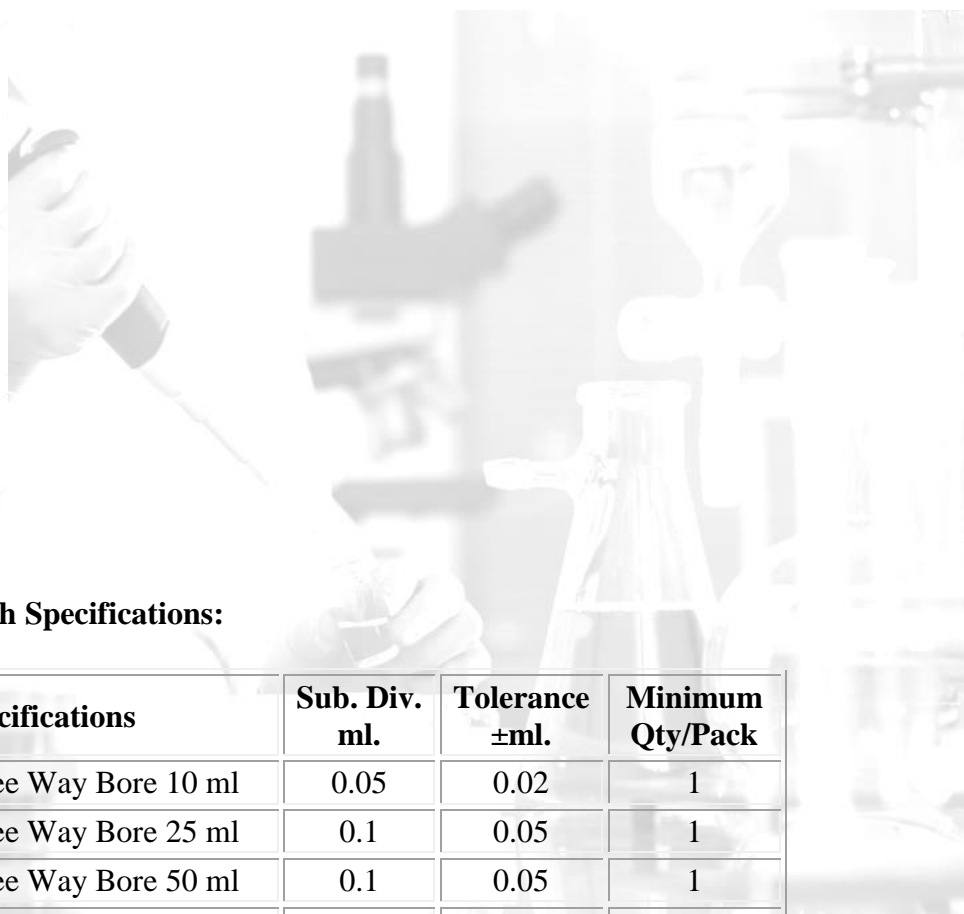 h Specifications:
cifications Sub. Div. ml. Tolerance ±ml. Minimum Qty/Pack
ee Way Bore 10 ml 0.05 0.02 1
ee Way Bore 25 ml 0.1 0.05 1
ee Way Bore 50 ml 0.1 0.05 1